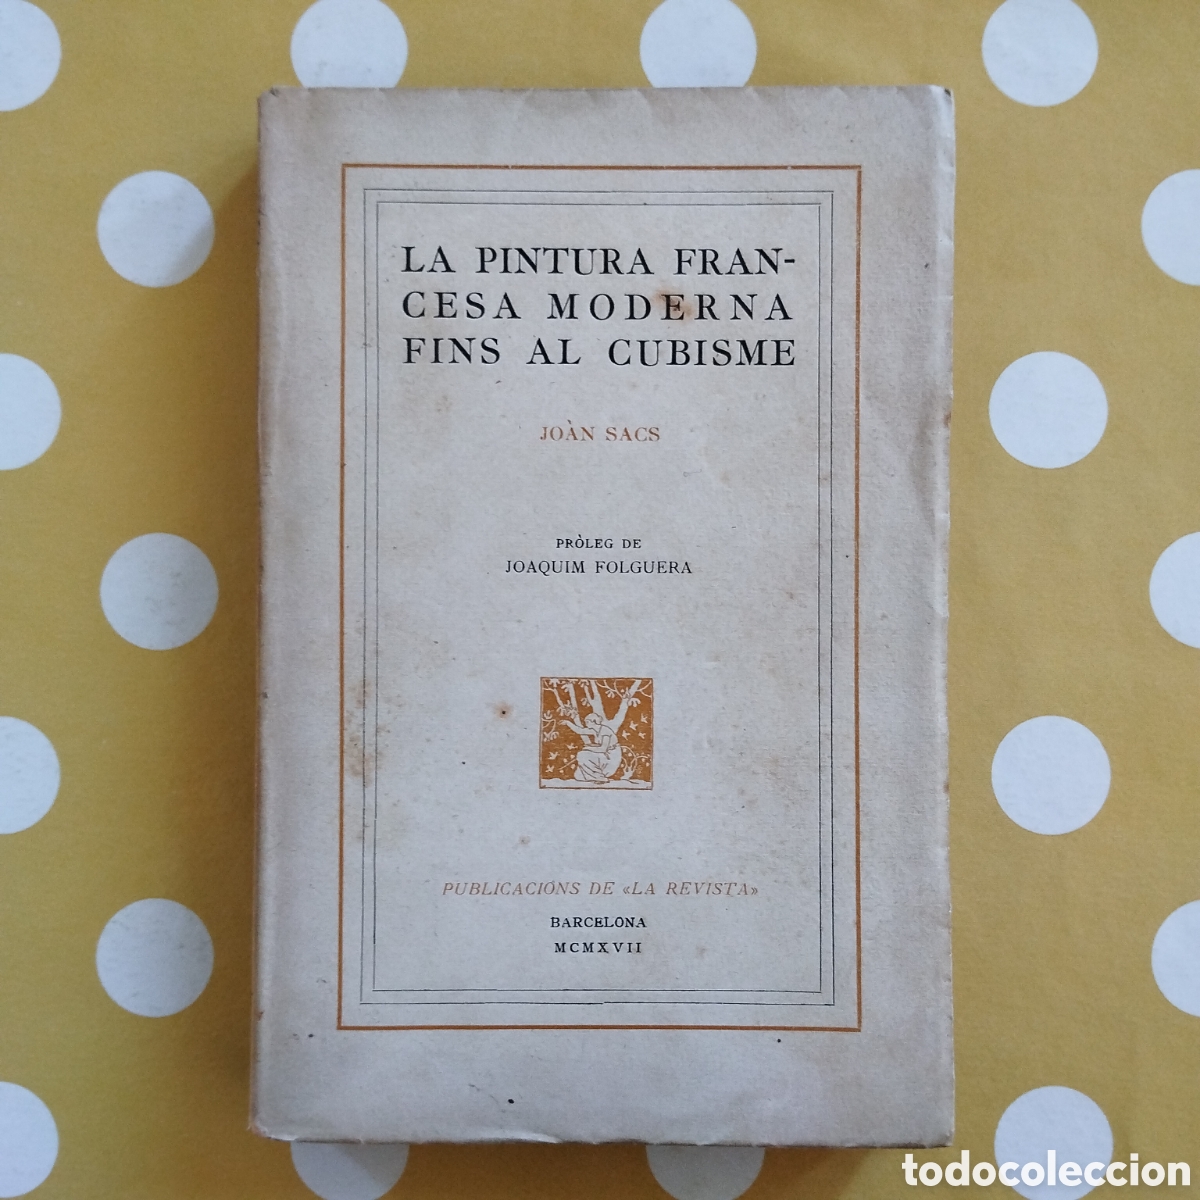 LA PINTURA FRAN-
CESA MODERNA
FINS AL CUBISME
JOÀN SACS
PRÒLEG DE
JOAQUIM FOLGUERA
PUBLICACIÓNS DE «LA REVISTA»
BARCELONA
MCMXVII
todocoleccion